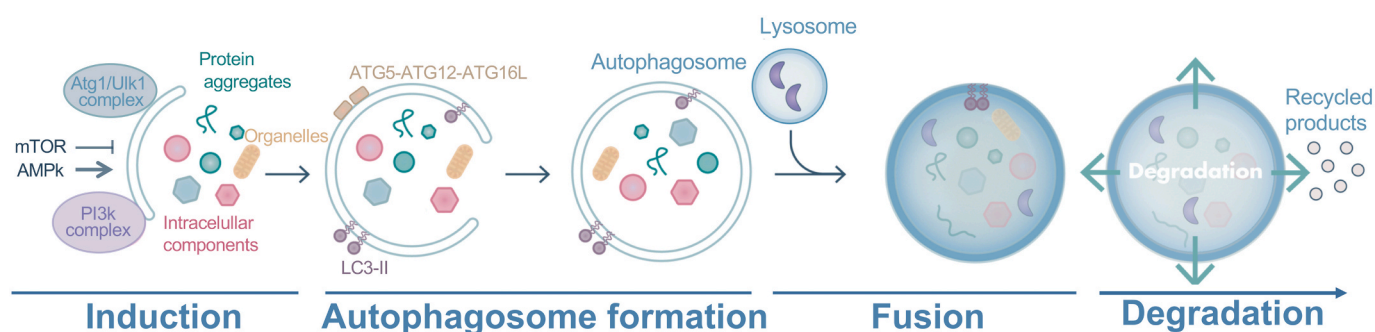 Atg1/Ulk1
complex
mTOR
AMPk
PI3k
complex
Protein
aggregates
Organelles
Intracelullar
components
ATG5-ATG12-ATG16L
LC3-II
Autophagosome
Lysosome
Degradation
Recycled
products
Induction
Autophagosome formation
Fusion
Degradation